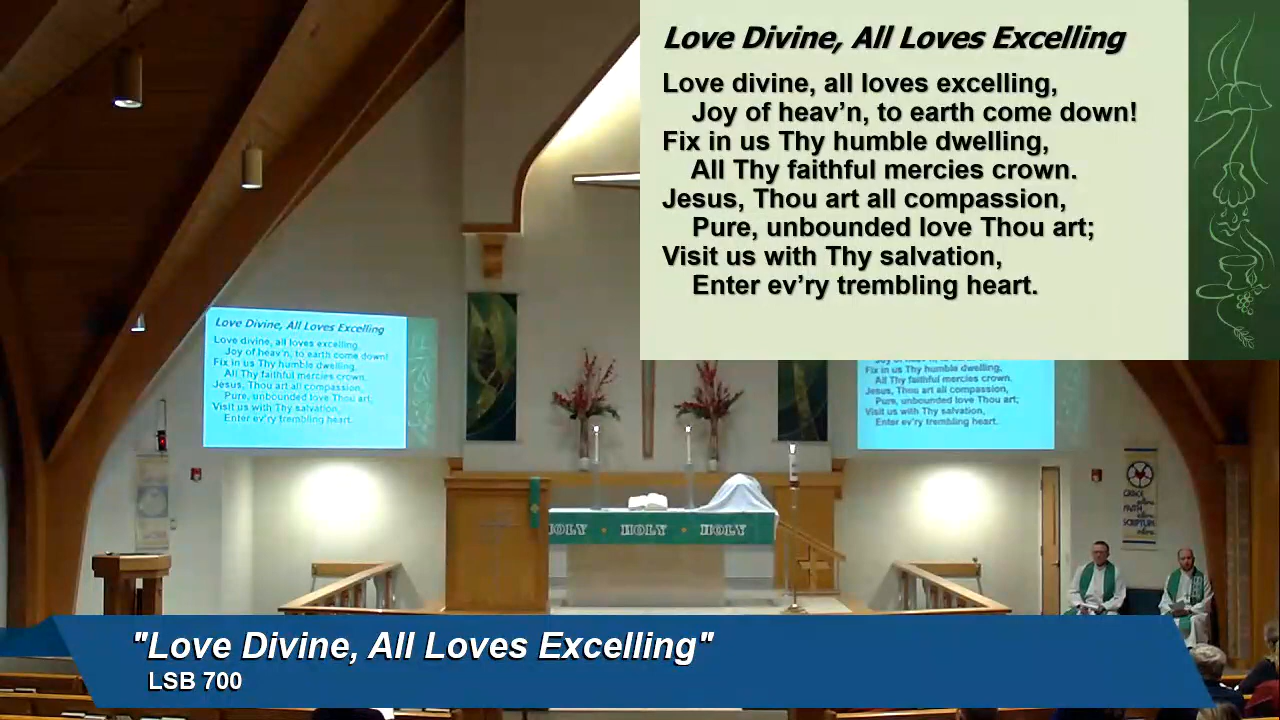 Love Divine, All Loves Excelling
Love divine, all loves excelling,
Joy of heav’n, to earth come down!
Fix in us Thy humble dwelling,
All Thy faithful mercies crown.
Jesus, Thou art all compassion,
Pure, unbounded love Thou art;
Visit us with Thy salvation,
Enter ev’ry trembling heart.
Love Divine, All Loves Excelling
Love divine, all loves excelling,
Joy of heav’n, to earth come down!
Fix in us Thy humble dwelling,
All Thy faithful mercies crown.
Jesus, Thou art all compassion,
Pure, unbounded love Thou art;
Visit us with Thy salvation,
Enter ev’ry trembling heart.
Fix in us Thy humble dwelling,
All Thy faithful mercies crown.
Jesus, Thou art all compassion,
Pure, unbounded love Thou art;
Visit us with Thy salvation,
Enter ev’ry trembling heart.
GRACE
FAITH
SCRIPTURE
HOLY • HOLY • HOLY
"Love Divine, All Loves Excelling"
LSB 700